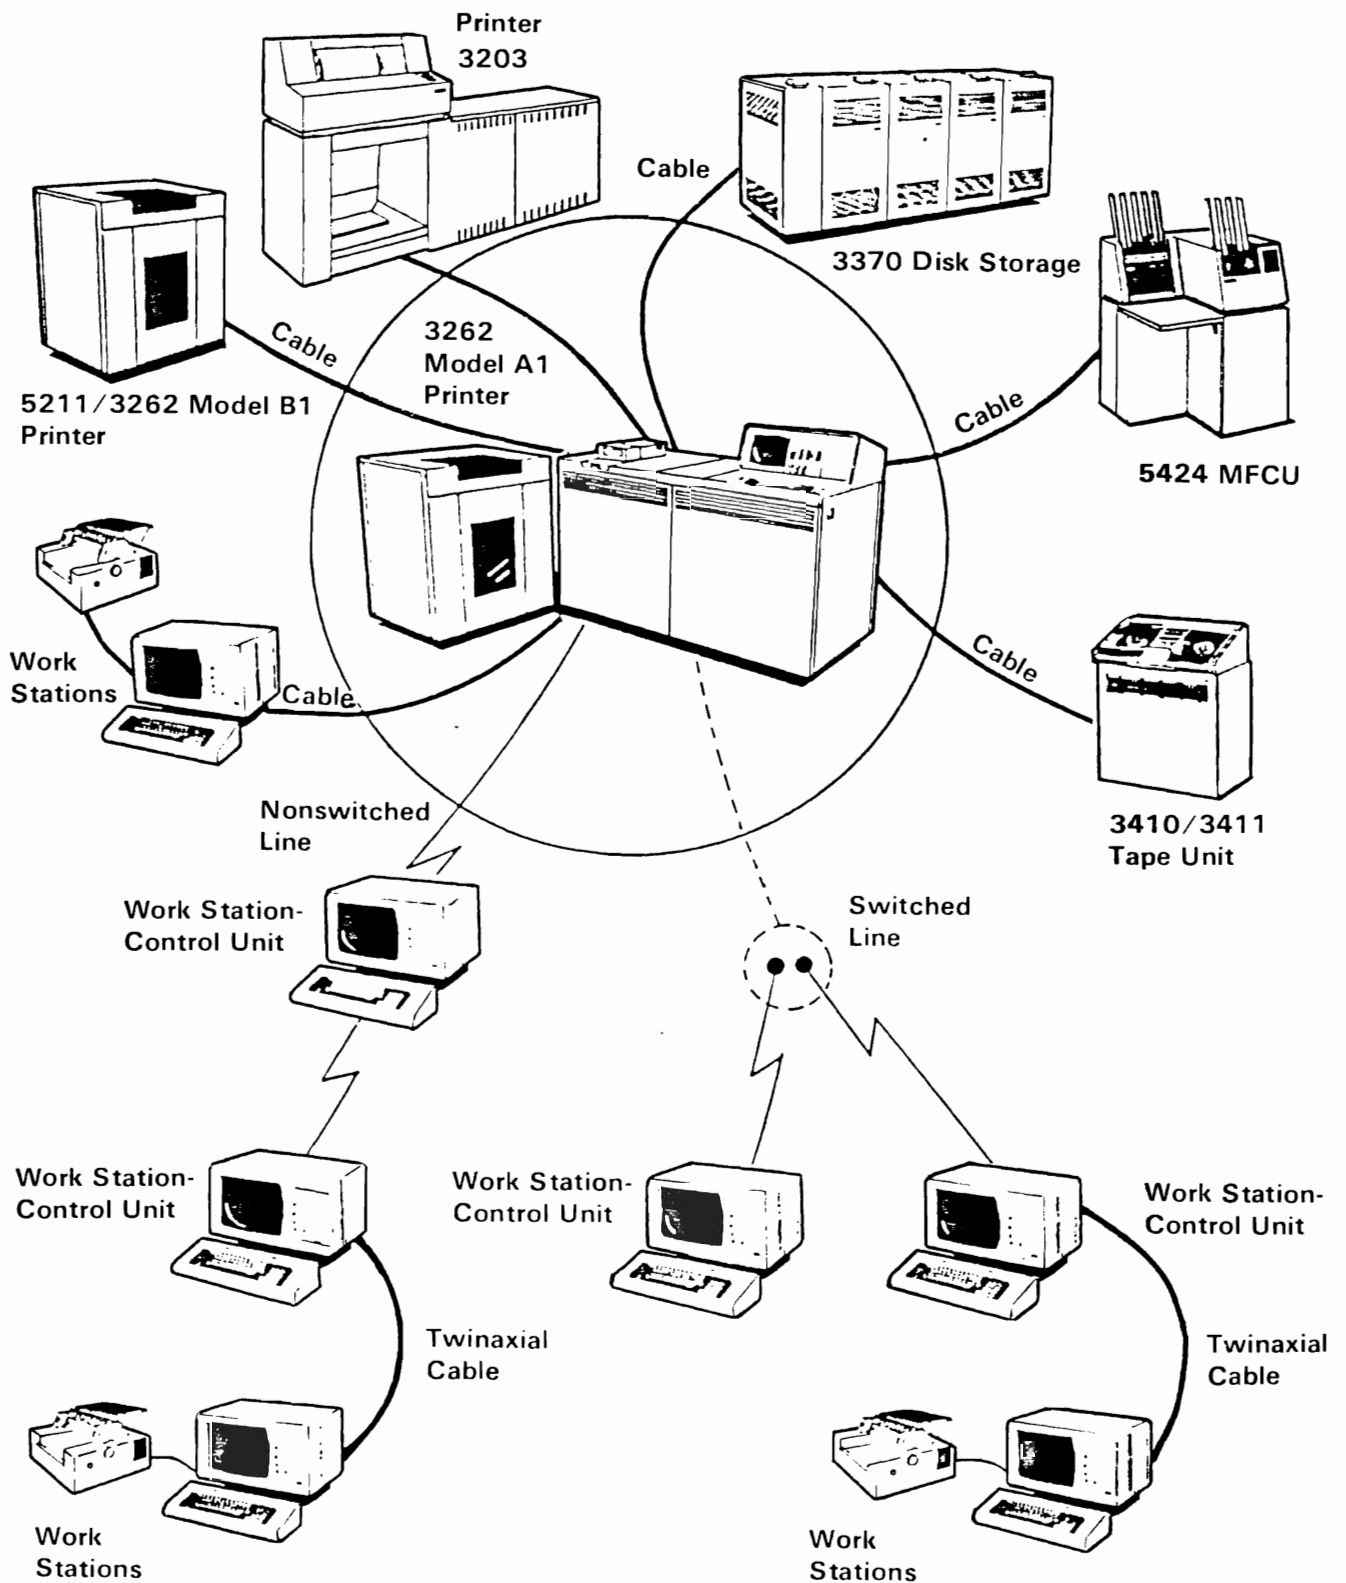 Printer
3203
Cable
3370 Disk Storage
Cable
3262
Model A1
Printer
5211/3262 Model B1
Printer
Cable
5424 MFCU
Work
Stations
Cable
Cable
3410/3411
Tape Unit
Nonswitched
Line
Work Station-
Control Unit
Switched
Line
Work Station-
Control Unit
Work Station-
Control Unit
Work Station-
Control Unit
Twinaxial
Cable
Twinaxial
Cable
Work
Stations
Work
Stations